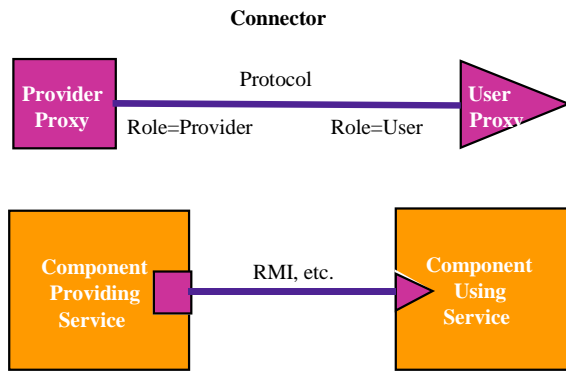 Connector
Protocol
Provider
Proxy
User
Proxy
Role=Provider
Role=User
Component
Providing
Service
RMI, etc.
Component
Using
Service